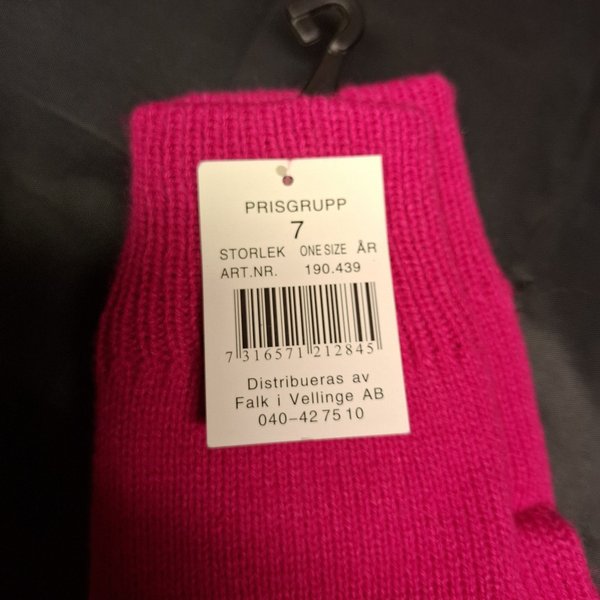 PRISGRUPP
7
STORLEK ONE SIZE ÅR
ART.NR. 190.439
7 316571 212845
Distribueras av
Falk i Vellinge AB
040-42 75 10